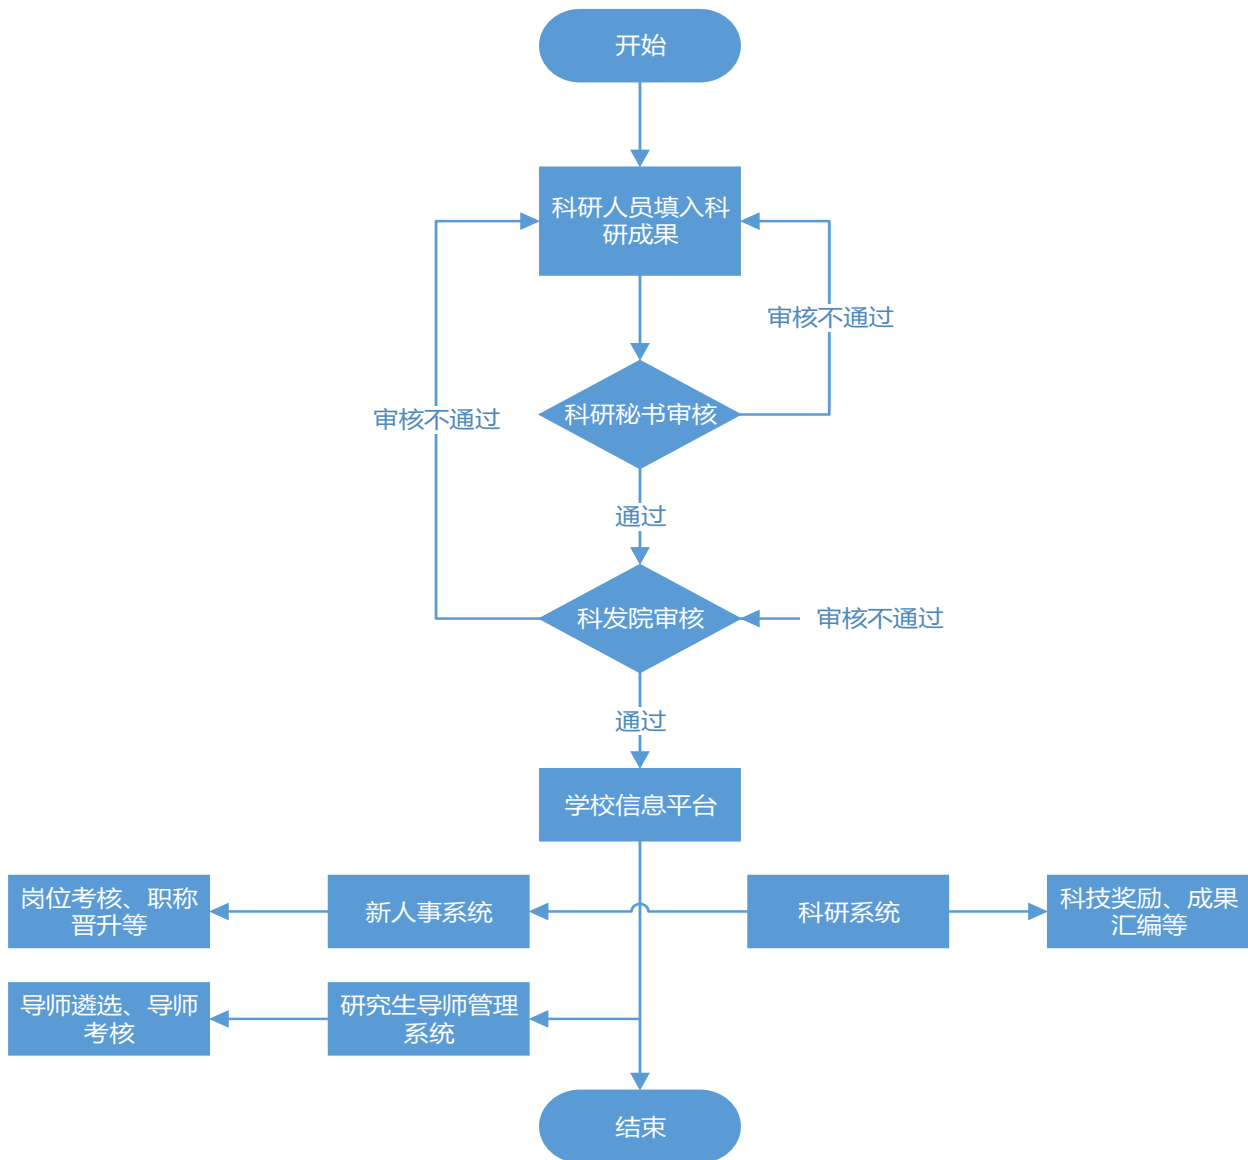 开始
科研人员填入科
研成果
审核不通过
科研秘书审核
审核不通过
通过
科发院审核
审核不通过
通过
学校信息平台
岗位考核、职称
晋升等
新人事系统
科研系统
科技奖励、成果
汇编等
导师遴选、导师
考核
研究生导师管理
系统
结束